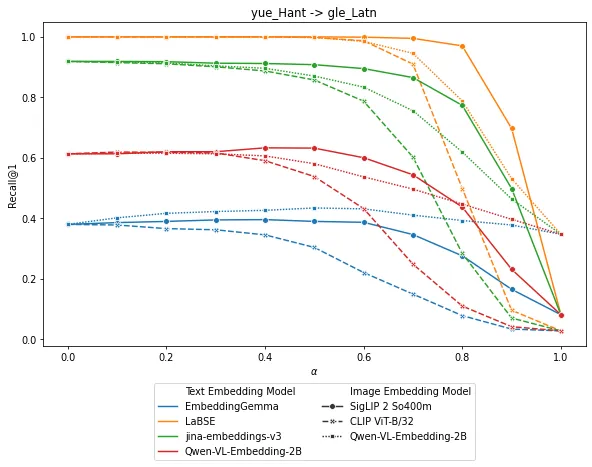 yue_Hant -> gle_Latn
1.0
0.8
0.6
0.4
0.2
0.0
Recall@1
0.0 0.2 0.4 0.6 0.8 1.0
α
Text Embedding Model
EmbeddingGemma
LaBSE
jina-embeddings-v3
Qwen-VL-Embedding-2B
Image Embedding Model
SigLIP 2 So400m
CLIP ViT-B/32
Qwen-VL-Embedding-2B